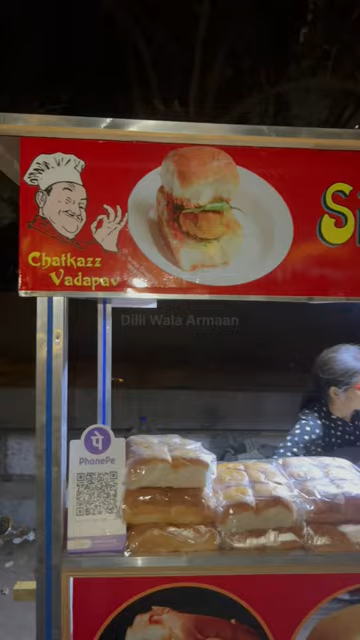 Chatkazz
Vadapav
S
Dilli Wala Armaan
पे
PhonePe